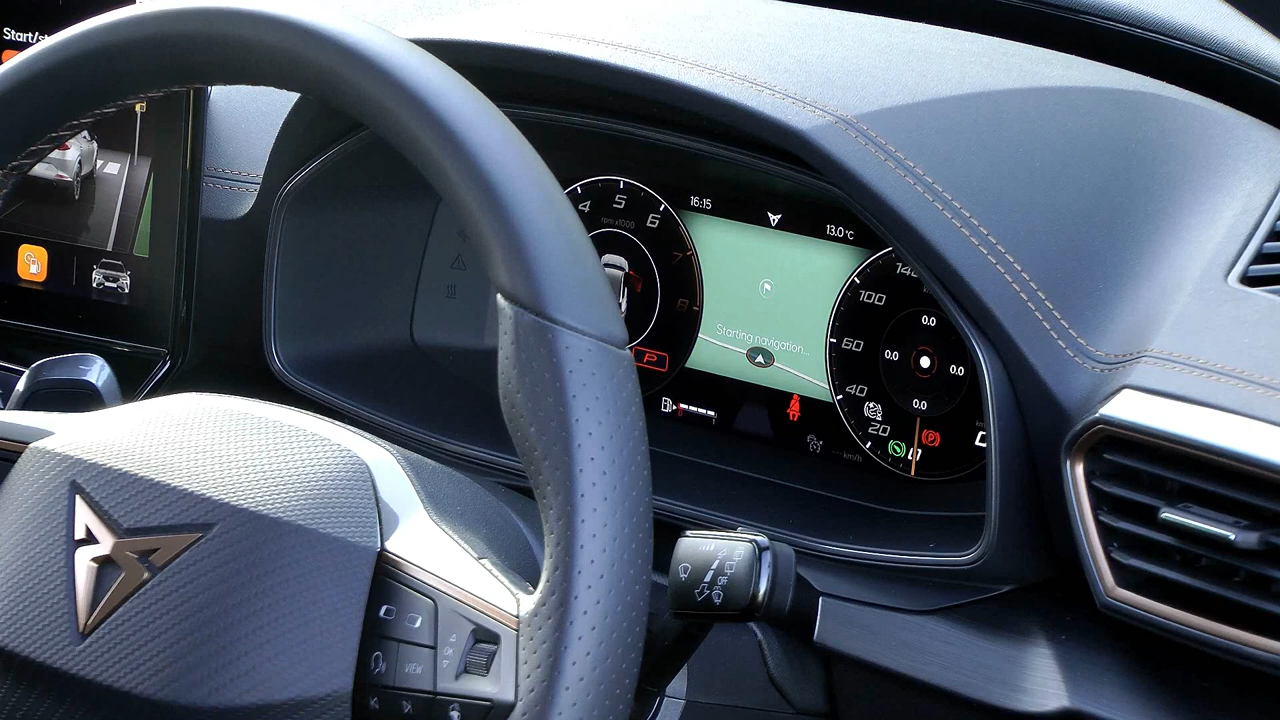 Start/st
4 5 6 7 8
rpm x1000
P
16:15
13.0 °C
Starting navigation...
140
100
60
40
20
0.0
0.0 0.0
0.0
P
km/h
OK
VIEW
OFF